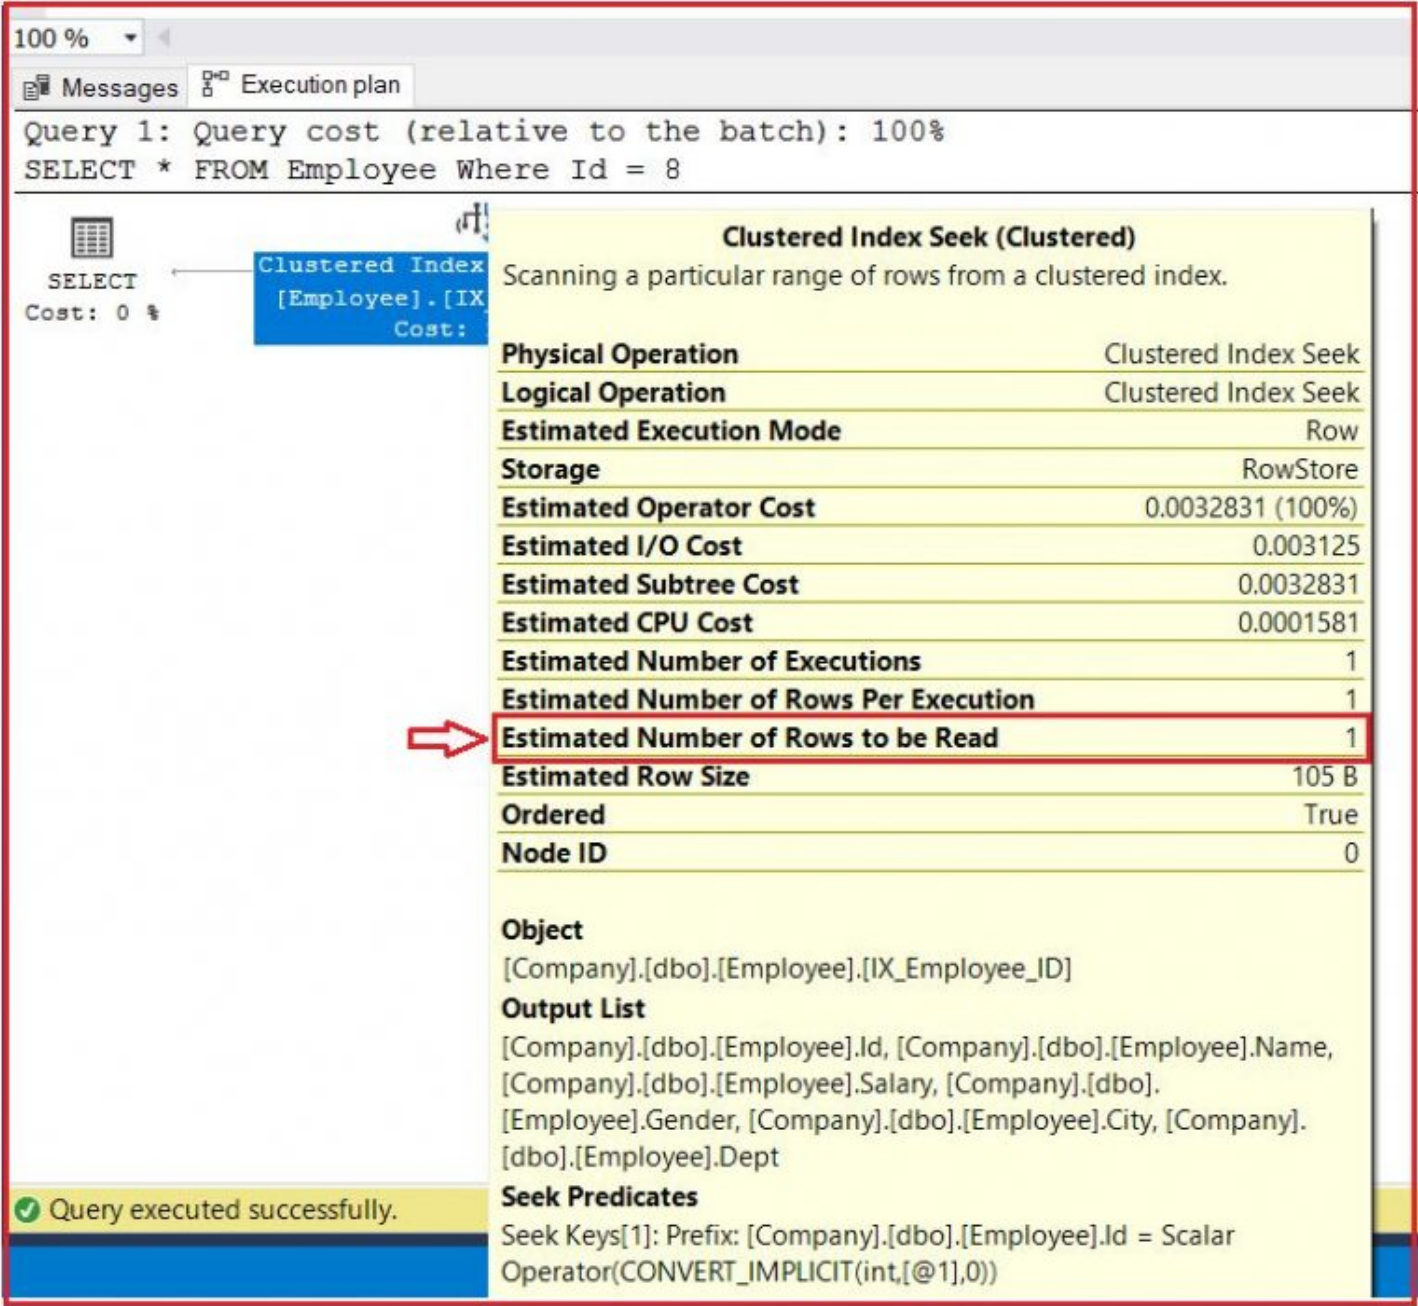 100 %
Messages Execution plan
Query 1: Query cost (relative to the batch): 100%
SELECT * FROM Employee Where Id = 8
SELECT
Cost: 0 %
Clustered Index
[Employee].[IX
Cost:
Clustered Index Seek (Clustered)
Scanning a particular range of rows from a clustered index.
Physical Operation Clustered Index Seek
Logical Operation Clustered Index Seek
Estimated Execution Mode Row
Storage RowStore
Estimated Operator Cost 0.0032831 (100%)
Estimated I/O Cost 0.003125
Estimated Subtree Cost 0.0032831
Estimated CPU Cost 0.0001581
Estimated Number of Executions 1
Estimated Number of Rows Per Execution 1
Estimated Number of Rows to be Read 1
Estimated Row Size 105 B
Ordered True
Node ID 0
Object
[Company].[dbo].[Employee].[IX_Employee_ID]
Output List
[Company].[dbo].[Employee].Id, [Company].[dbo].[Employee].Name,
[Company].[dbo].[Employee].Salary, [Company].[dbo].
[Employee].Gender, [Company].[dbo].[Employee].City, [Company].
[dbo].[Employee].Dept
Seek Predicates
Seek Keys[1]: Prefix: [Company].[dbo].[Employee].Id = Scalar
Operator(CONVERT_IMPLICIT(int,[@1],0))
Query executed successfully.